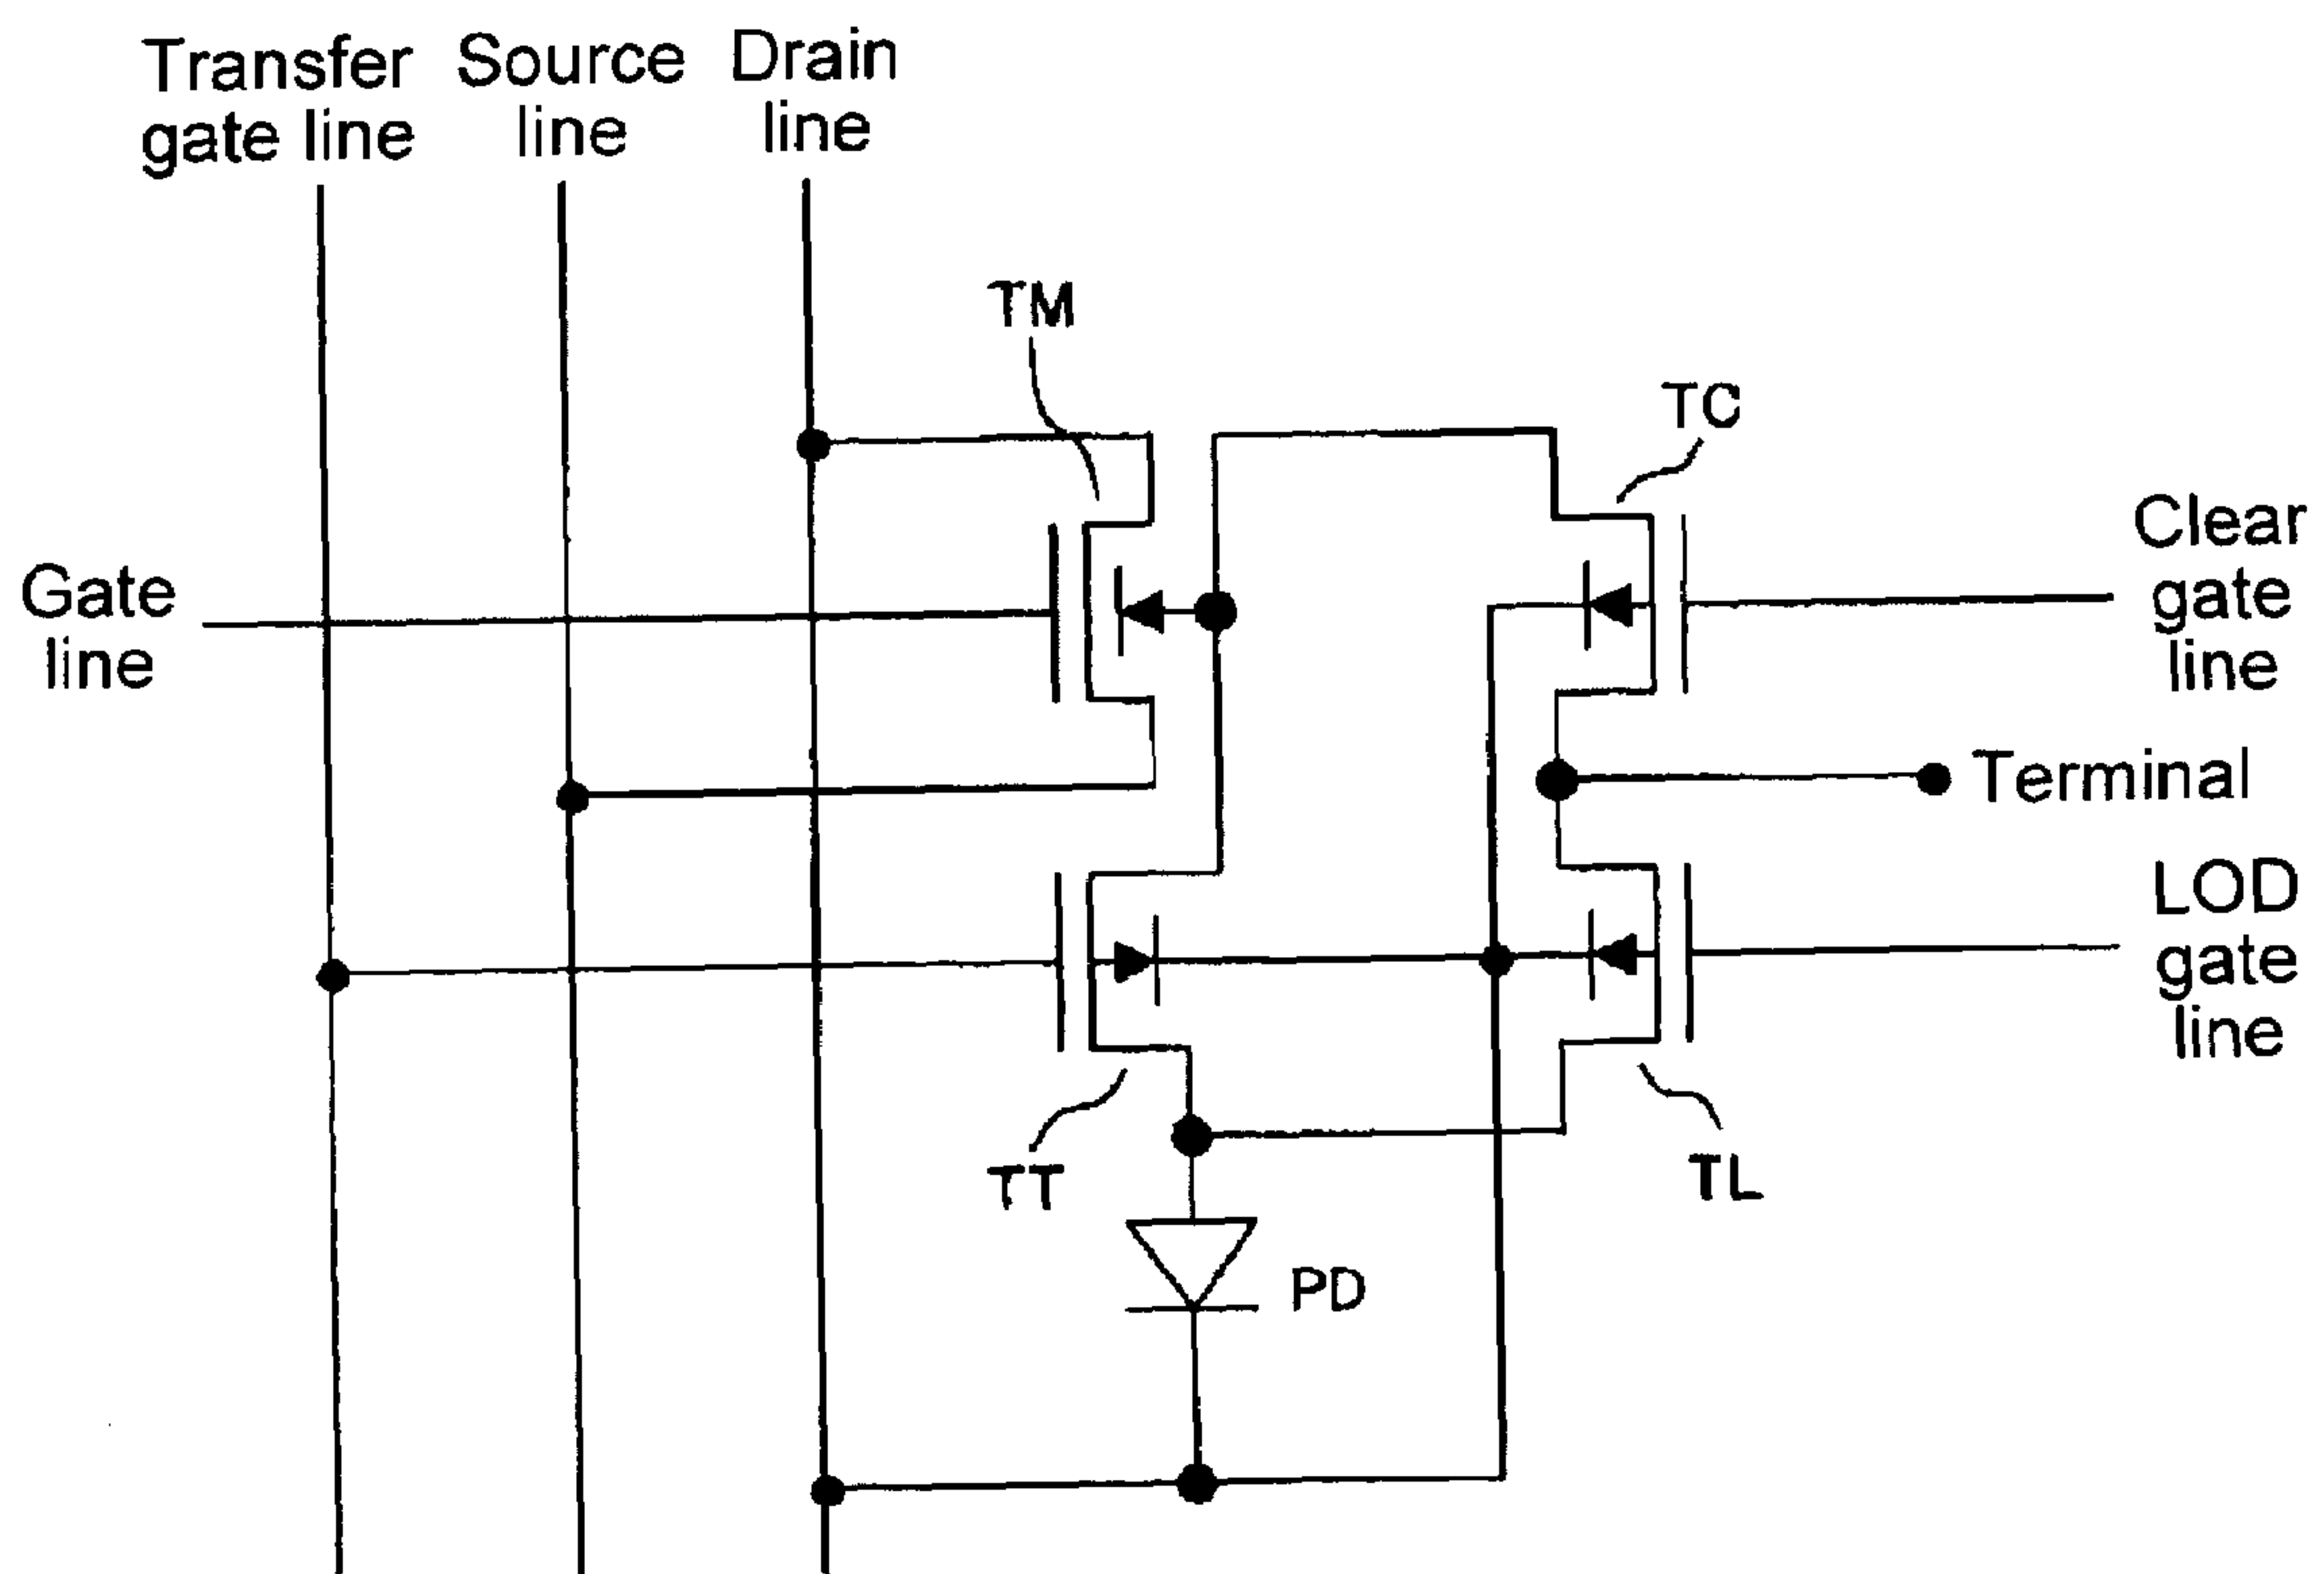 Transfer
gate line
Source
line
Drain
line
TM
TC
Gate
line
Clear
gate
line
Terminal
LOD
gate
line
TT
TL
PD